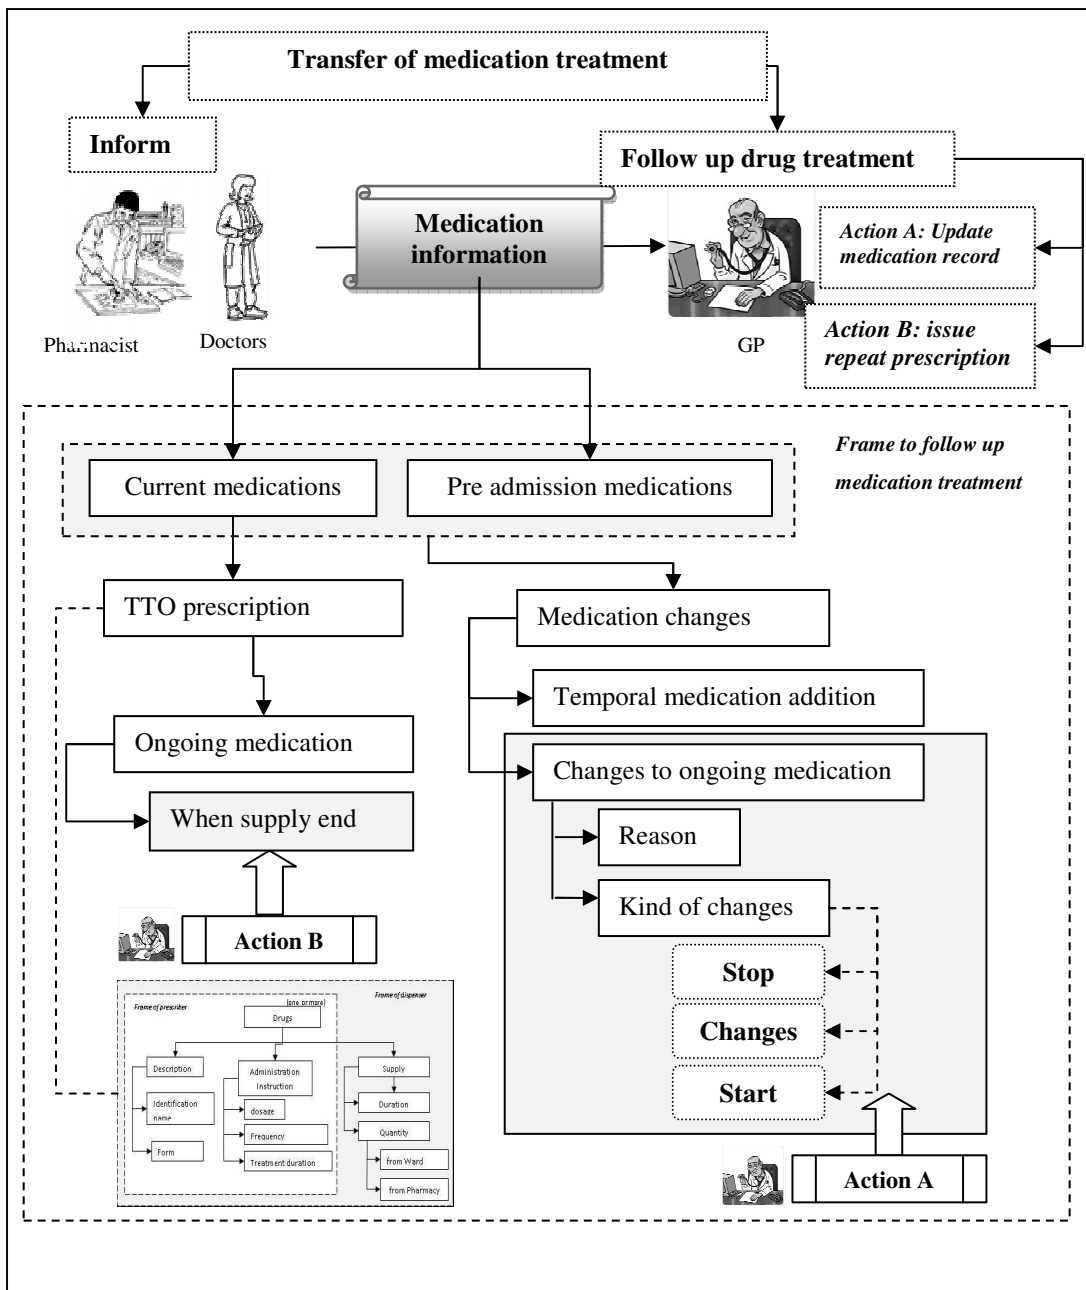 Transfer of medication treatment
Inform
Follow up drug treatment
Medication
information
Action A: Update
medication record
Action B: issue
repeat prescription
Pharmacist
Doctors
GP
Frame to follow up
medication treatment
Current medications
Pre admission medications
TTO prescription
Medication changes
Temporal medication addition
Ongoing medication
Changes to ongoing medication
When supply end
Reason
Kind of changes
Action B
Stop
Changes
Start
Action A
Frame of prescriber
Frame of dispenser
(one or more)
Drugs
Description
Administration
Instruction
Supply
Identification
name
dosage
Duration
Frequency
Quantity
Form
Treatment duration
from Ward
from Pharmacy